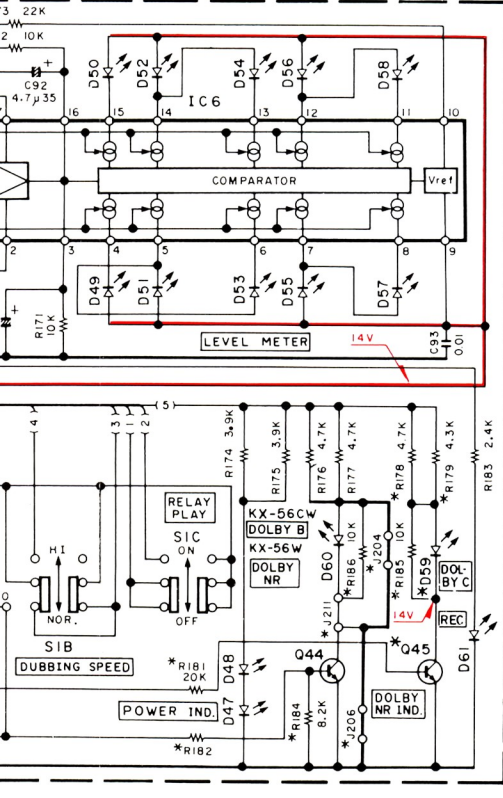 22K
10K
C92
4.7µ35
+
D50
D52
D54
D56
D58
IC6
16
15
14
13
12
11
10
COMPARATOR
Vref
2
3
4
5
6
7
8
9
+
R171
10K
D49
D51
D53
D55
D57
LEVEL METER
14V
C93
0.01
(5)
4
3
1
2
R174 3.9K
R175 3.9K
R176 4.7K
R177 4.7K
*R178 4.7K
*R179 4.3K
R183 2.4K
RELAY
PLAY
KX-56CW
DOLBY B
KX-56W
DOLBY
NR
S1C
ON
OFF
HI
NOR.
S1B
DUBBING SPEED
D60
*R186 10K
*J204
*R185 10K
*D59
DOL-
BY C
*J211
14V
REC
Q44
*Q45
D61
*R181
20K
D48
D47
POWER IND.
*R184
8.2K
*J206
DOLBY
NR IND.
*R182